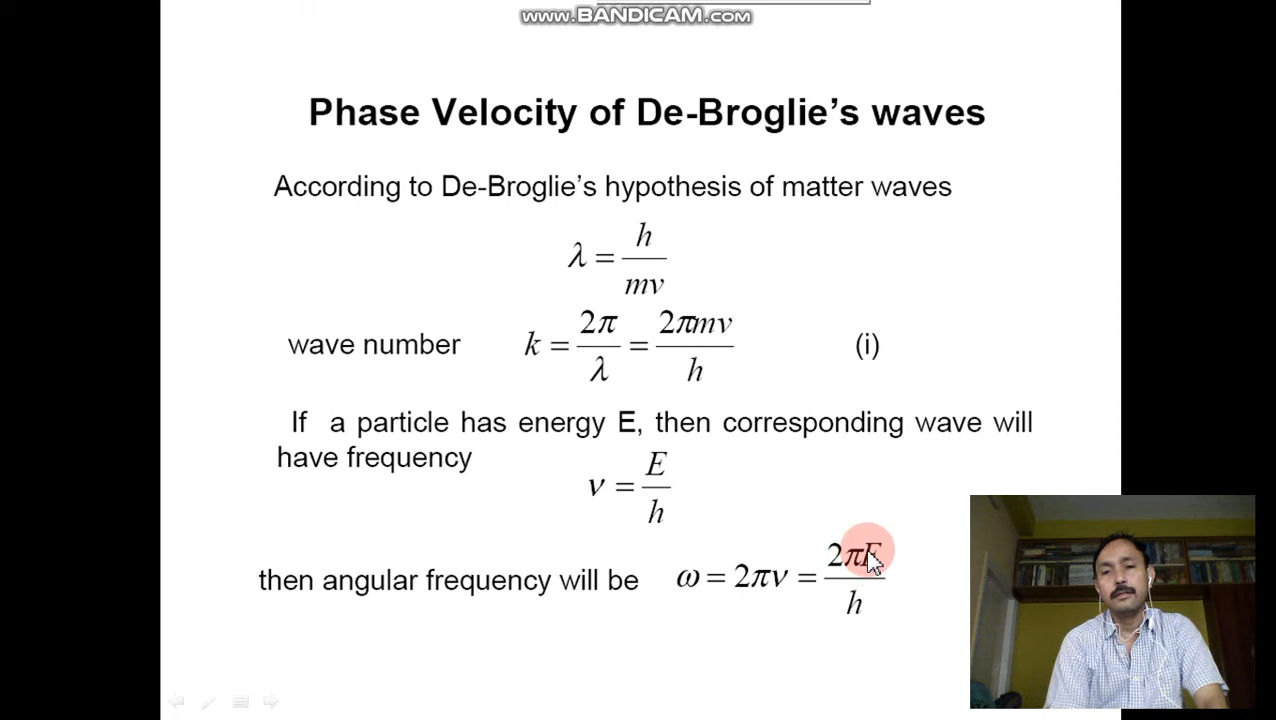 www.BANDICAM.com
Phase Velocity of De-Broglie’s waves
According to De-Broglie’s hypothesis of matter waves
λ = h/mv
wave number k = 2π/λ = 2πmv/h (i)
If a particle has energy E, then corresponding wave will
have frequency
ν = E/h
then angular frequency will be ω = 2πν = 2πE/h